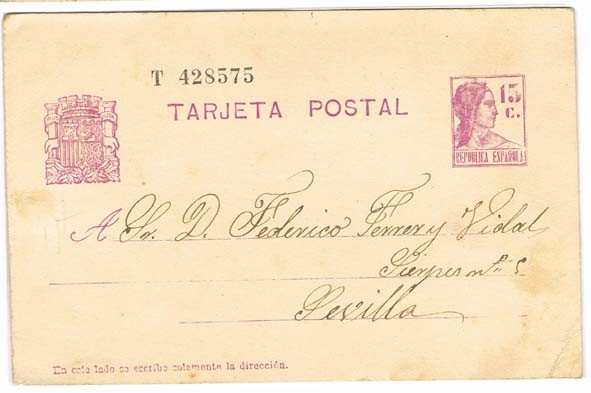 T 428575
TARJETA POSTAL
15
C.
REPUBLICA ESPAÑOLA
A Sr. D. Federico Ferrer y Vidal
Sierpes nº 5
Sevilla
En este lado se escribe solamente la dirección.